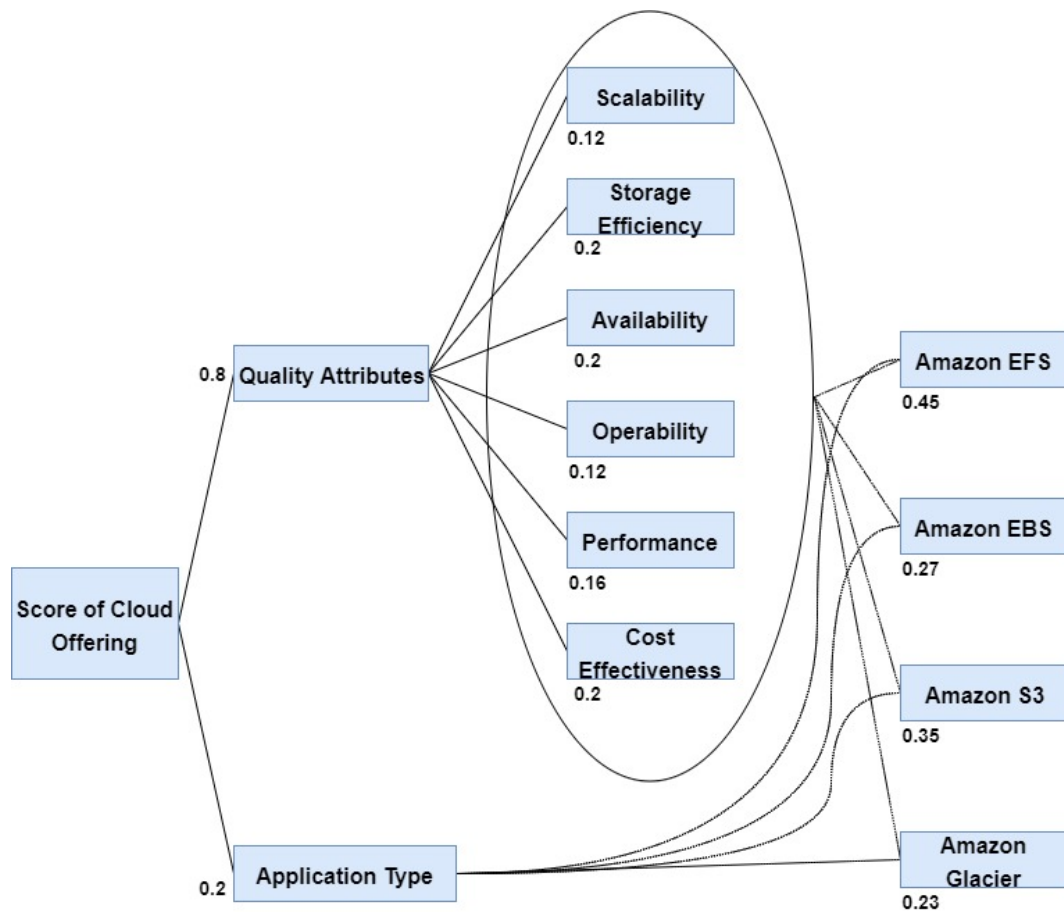 Scalability
0.12
Storage
Efficiency
0.2
Availability
0.2
Operability
0.12
Performance
0.16
Cost
Effectiveness
0.2
Quality Attributes
0.8
Score of Cloud
Offering
Application Type
0.2
Amazon EFS
0.45
Amazon EBS
0.27
Amazon S3
0.35
Amazon
Glacier
0.23